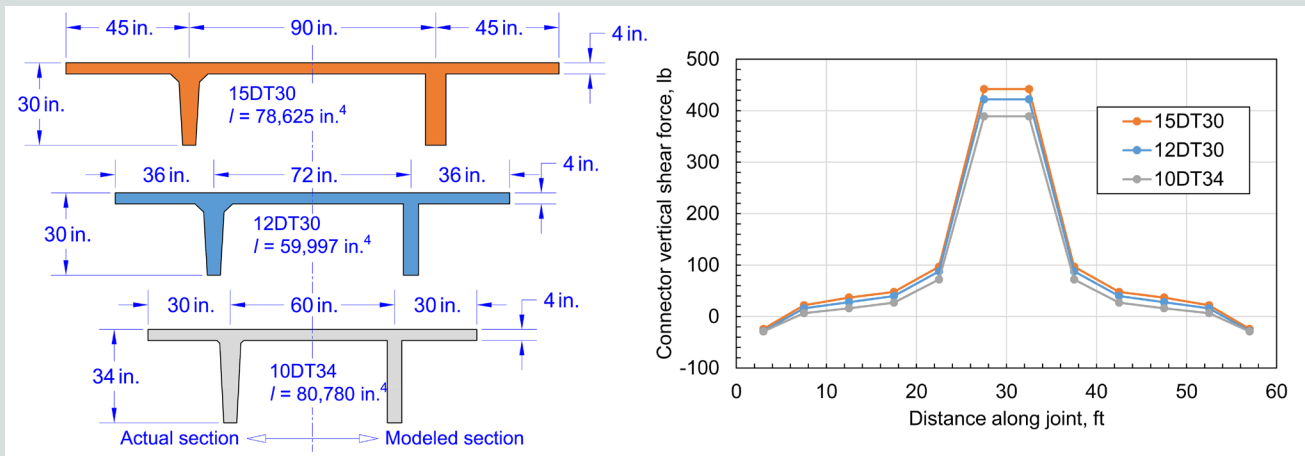 45 in.
90 in.
45 in.
4 in.
30 in.
15DT30
I = 78,625 in.⁴
36 in.
72 in.
36 in.
4 in.
30 in.
12DT30
I = 59,997 in.⁴
30 in.
60 in.
30 in.
4 in.
34 in.
10DT34
I = 80,780 in.⁴
Actual section
Modeled section
Connector vertical shear force, lb
500
400
300
200
100
0
-100
0 10 20 30 40 50 60
Distance along joint, ft
15DT30
12DT30
10DT34